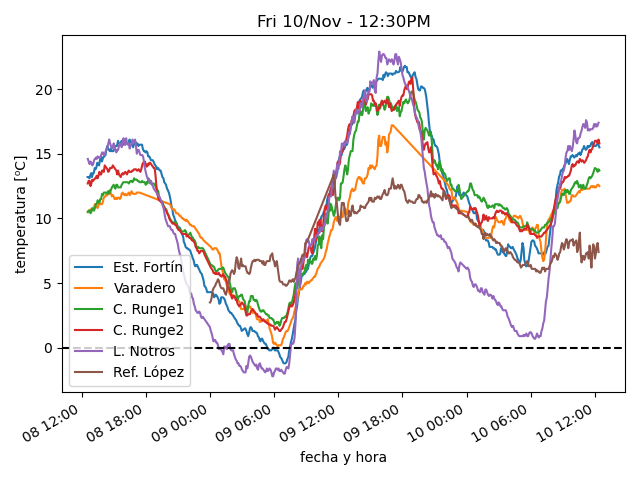 Fri 10/Nov - 12:30PM
temperatura [°C]
20
15
10
5
0
Est. Fortín
Varadero
C. Runge1
C. Runge2
L. Notros
Ref. López
08 12:00
08 18:00
09 00:00
09 06:00
09 12:00
09 18:00
10 00:00
10 06:00
10 12:00
fecha y hora